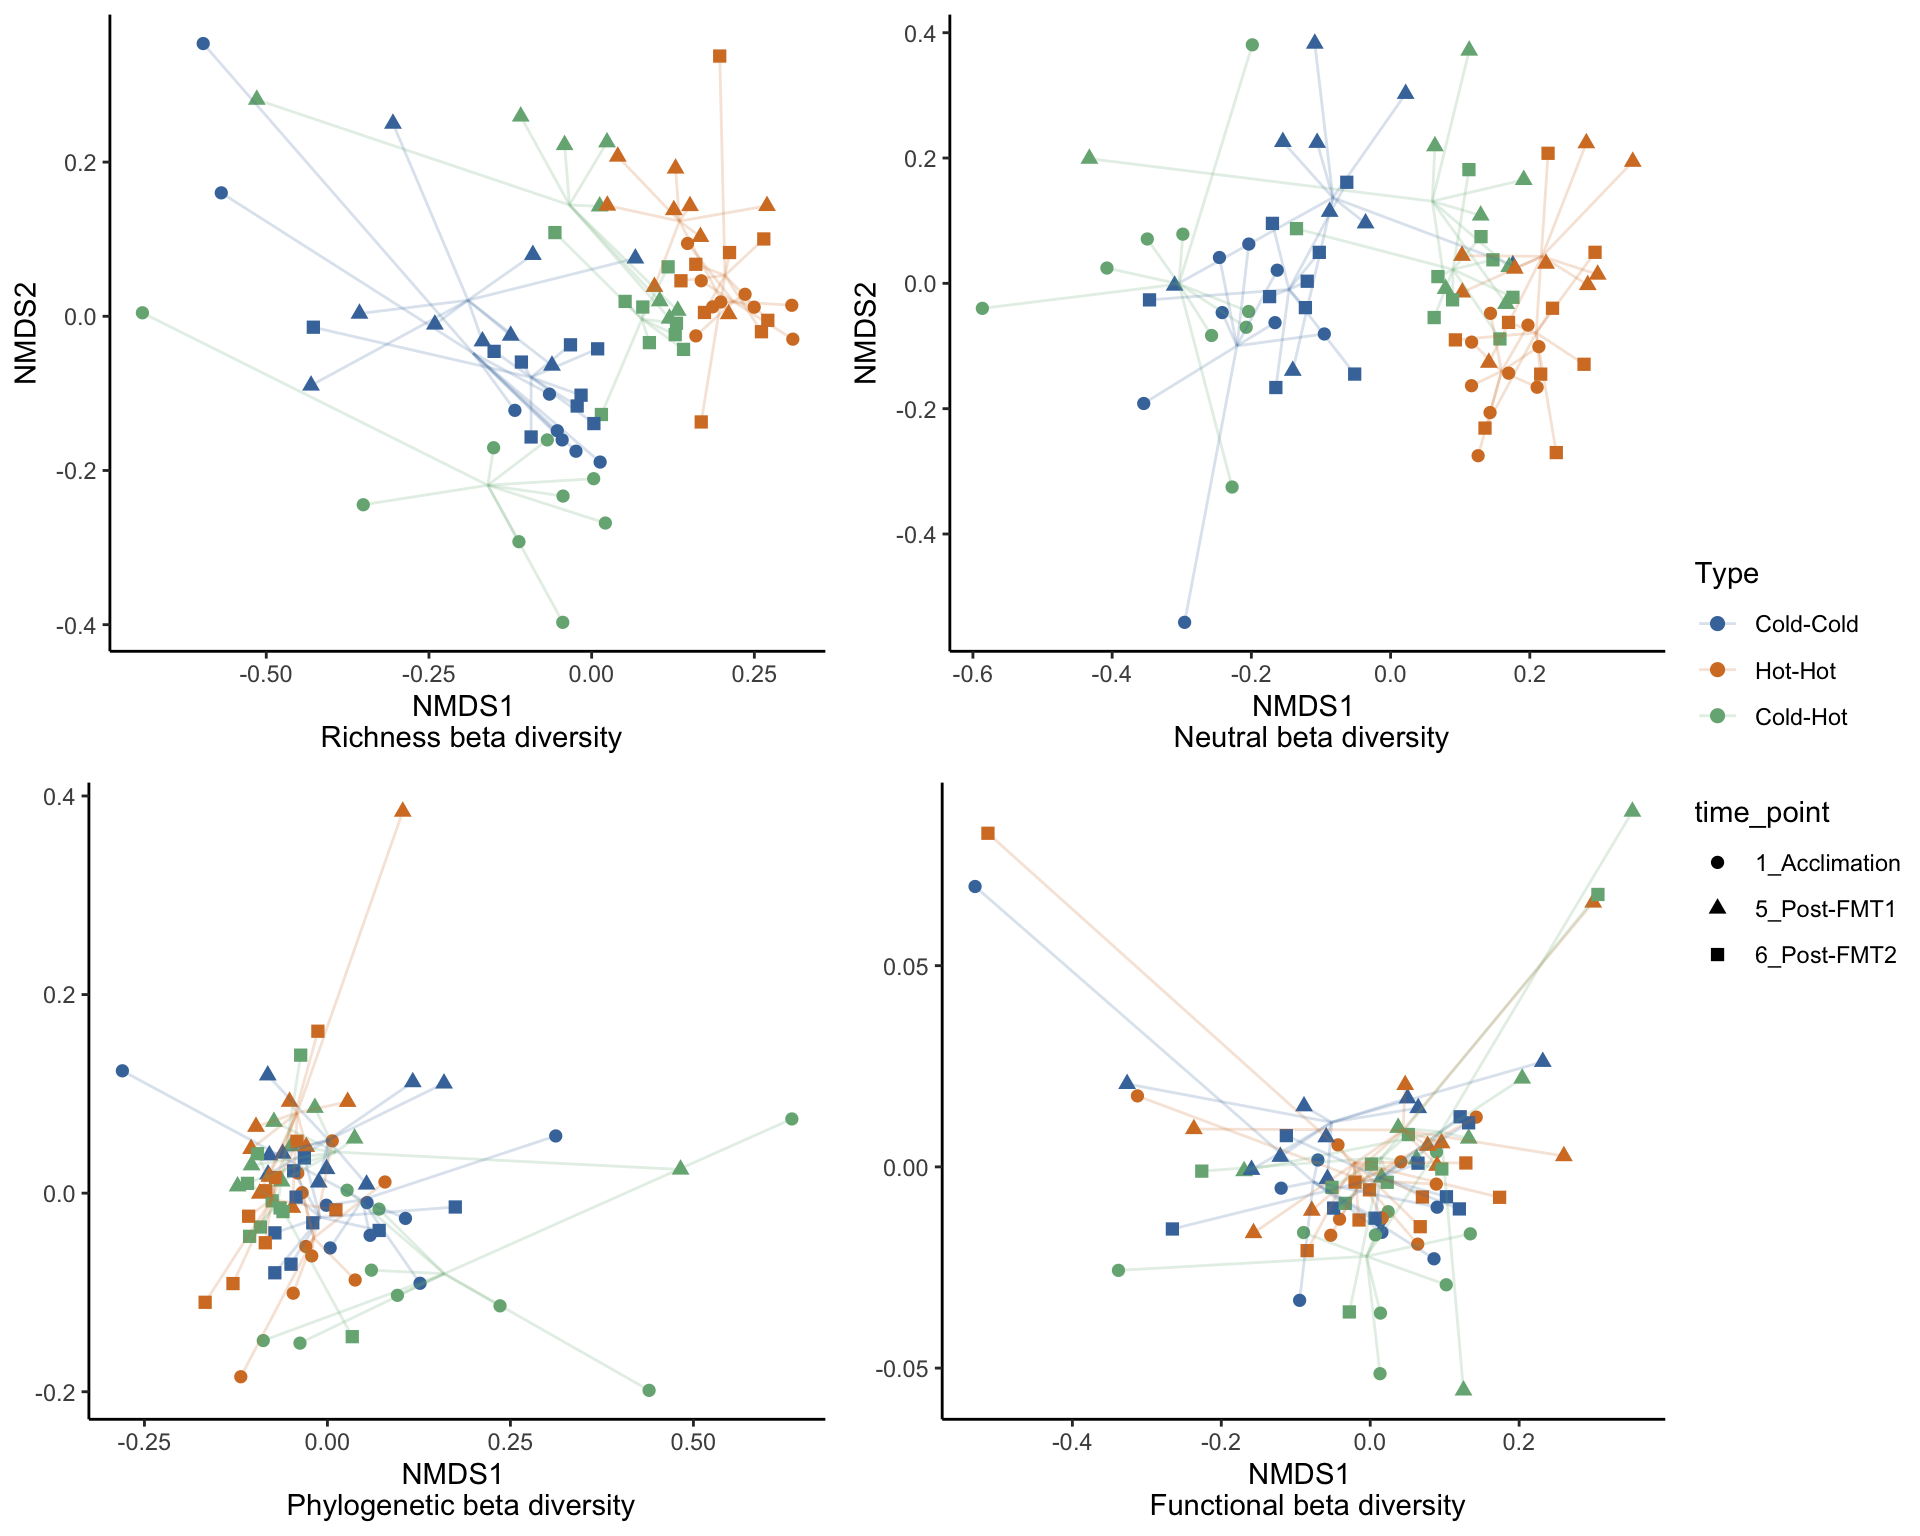 0.2
0.0
-0.2
-0.4
NMDS2
-0.50
-0.25
0.00
0.25
NMDS1
Richness beta diversity
0.4
0.2
0.0
-0.2
-0.4
NMDS2
-0.6
-0.4
-0.2
0.0
0.2
NMDS1
Neutral beta diversity
Type
Cold-Cold
Hot-Hot
Cold-Hot
time_point
1_Acclimation
5_Post-FMT1
6_Post-FMT2
0.4
0.2
0.0
-0.2
-0.25
0.00
0.25
0.50
NMDS1
Phylogenetic beta diversity
0.05
0.00
-0.05
-0.4
-0.2
0.0
0.2
NMDS1
Functional beta diversity